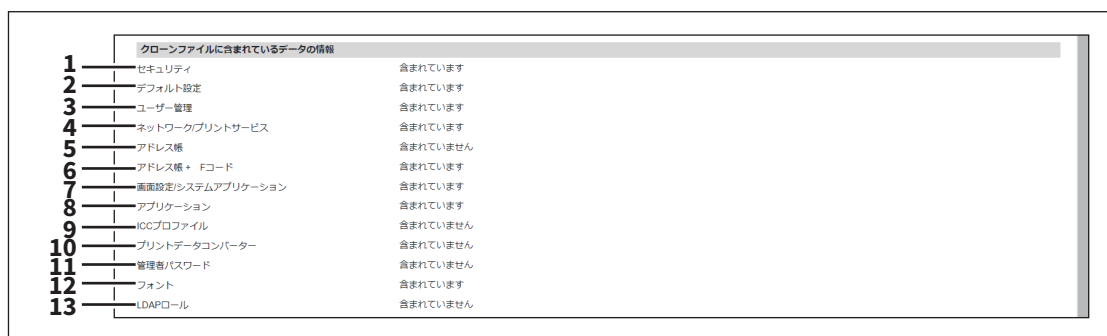 クローンファイルに含まれているデータの情報
1 セキュリティ 含まれています
2 デフォルト設定 含まれています
3 ユーザー管理 含まれています
4 ネットワーク/プリントサービス 含まれています
5 アドレス帳 含まれていません
6 アドレス帳 + Fコード 含まれています
7 画面設定/システムアプリケーション 含まれています
8 アプリケーション 含まれています
9 ICCプロファイル 含まれていません
10 プリントデータコンバーター 含まれていません
11 管理者パスワード 含まれていません
12 フォント 含まれています
13 LDAPロール 含まれていません